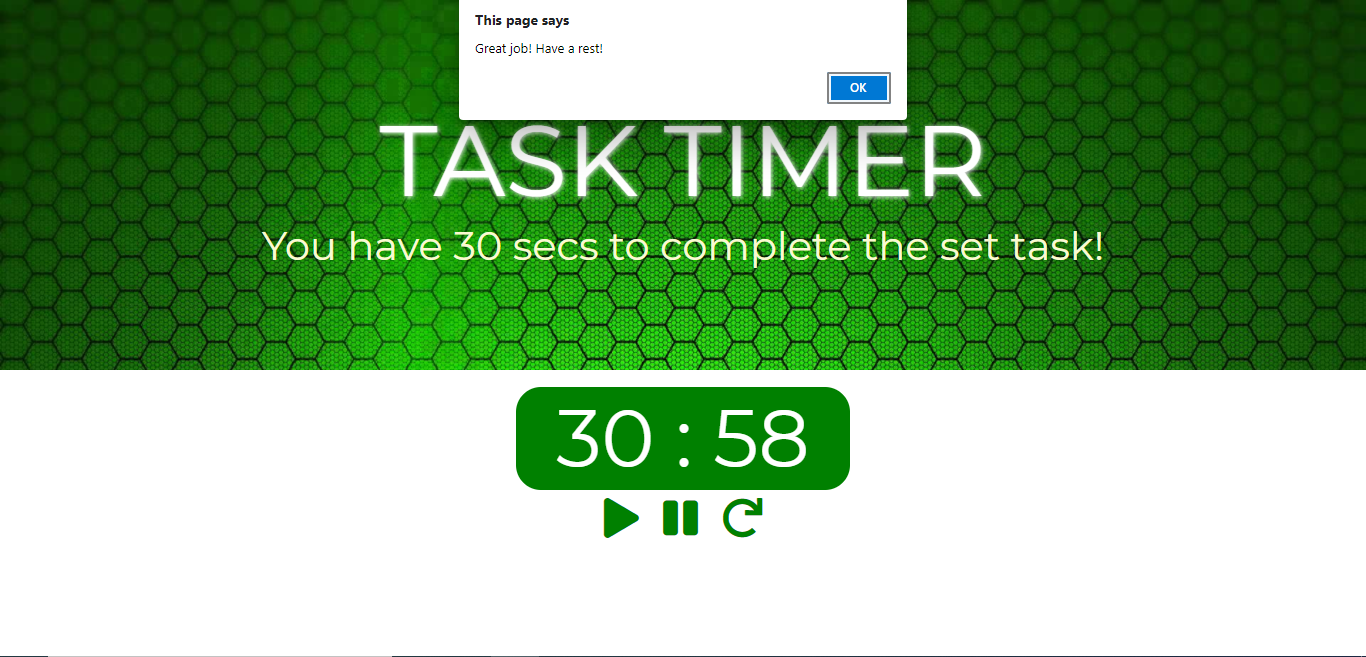 This page says
Great job! Have a rest!
OK
TASK TIMER
You have 30 secs to complete the set task!
30 : 58